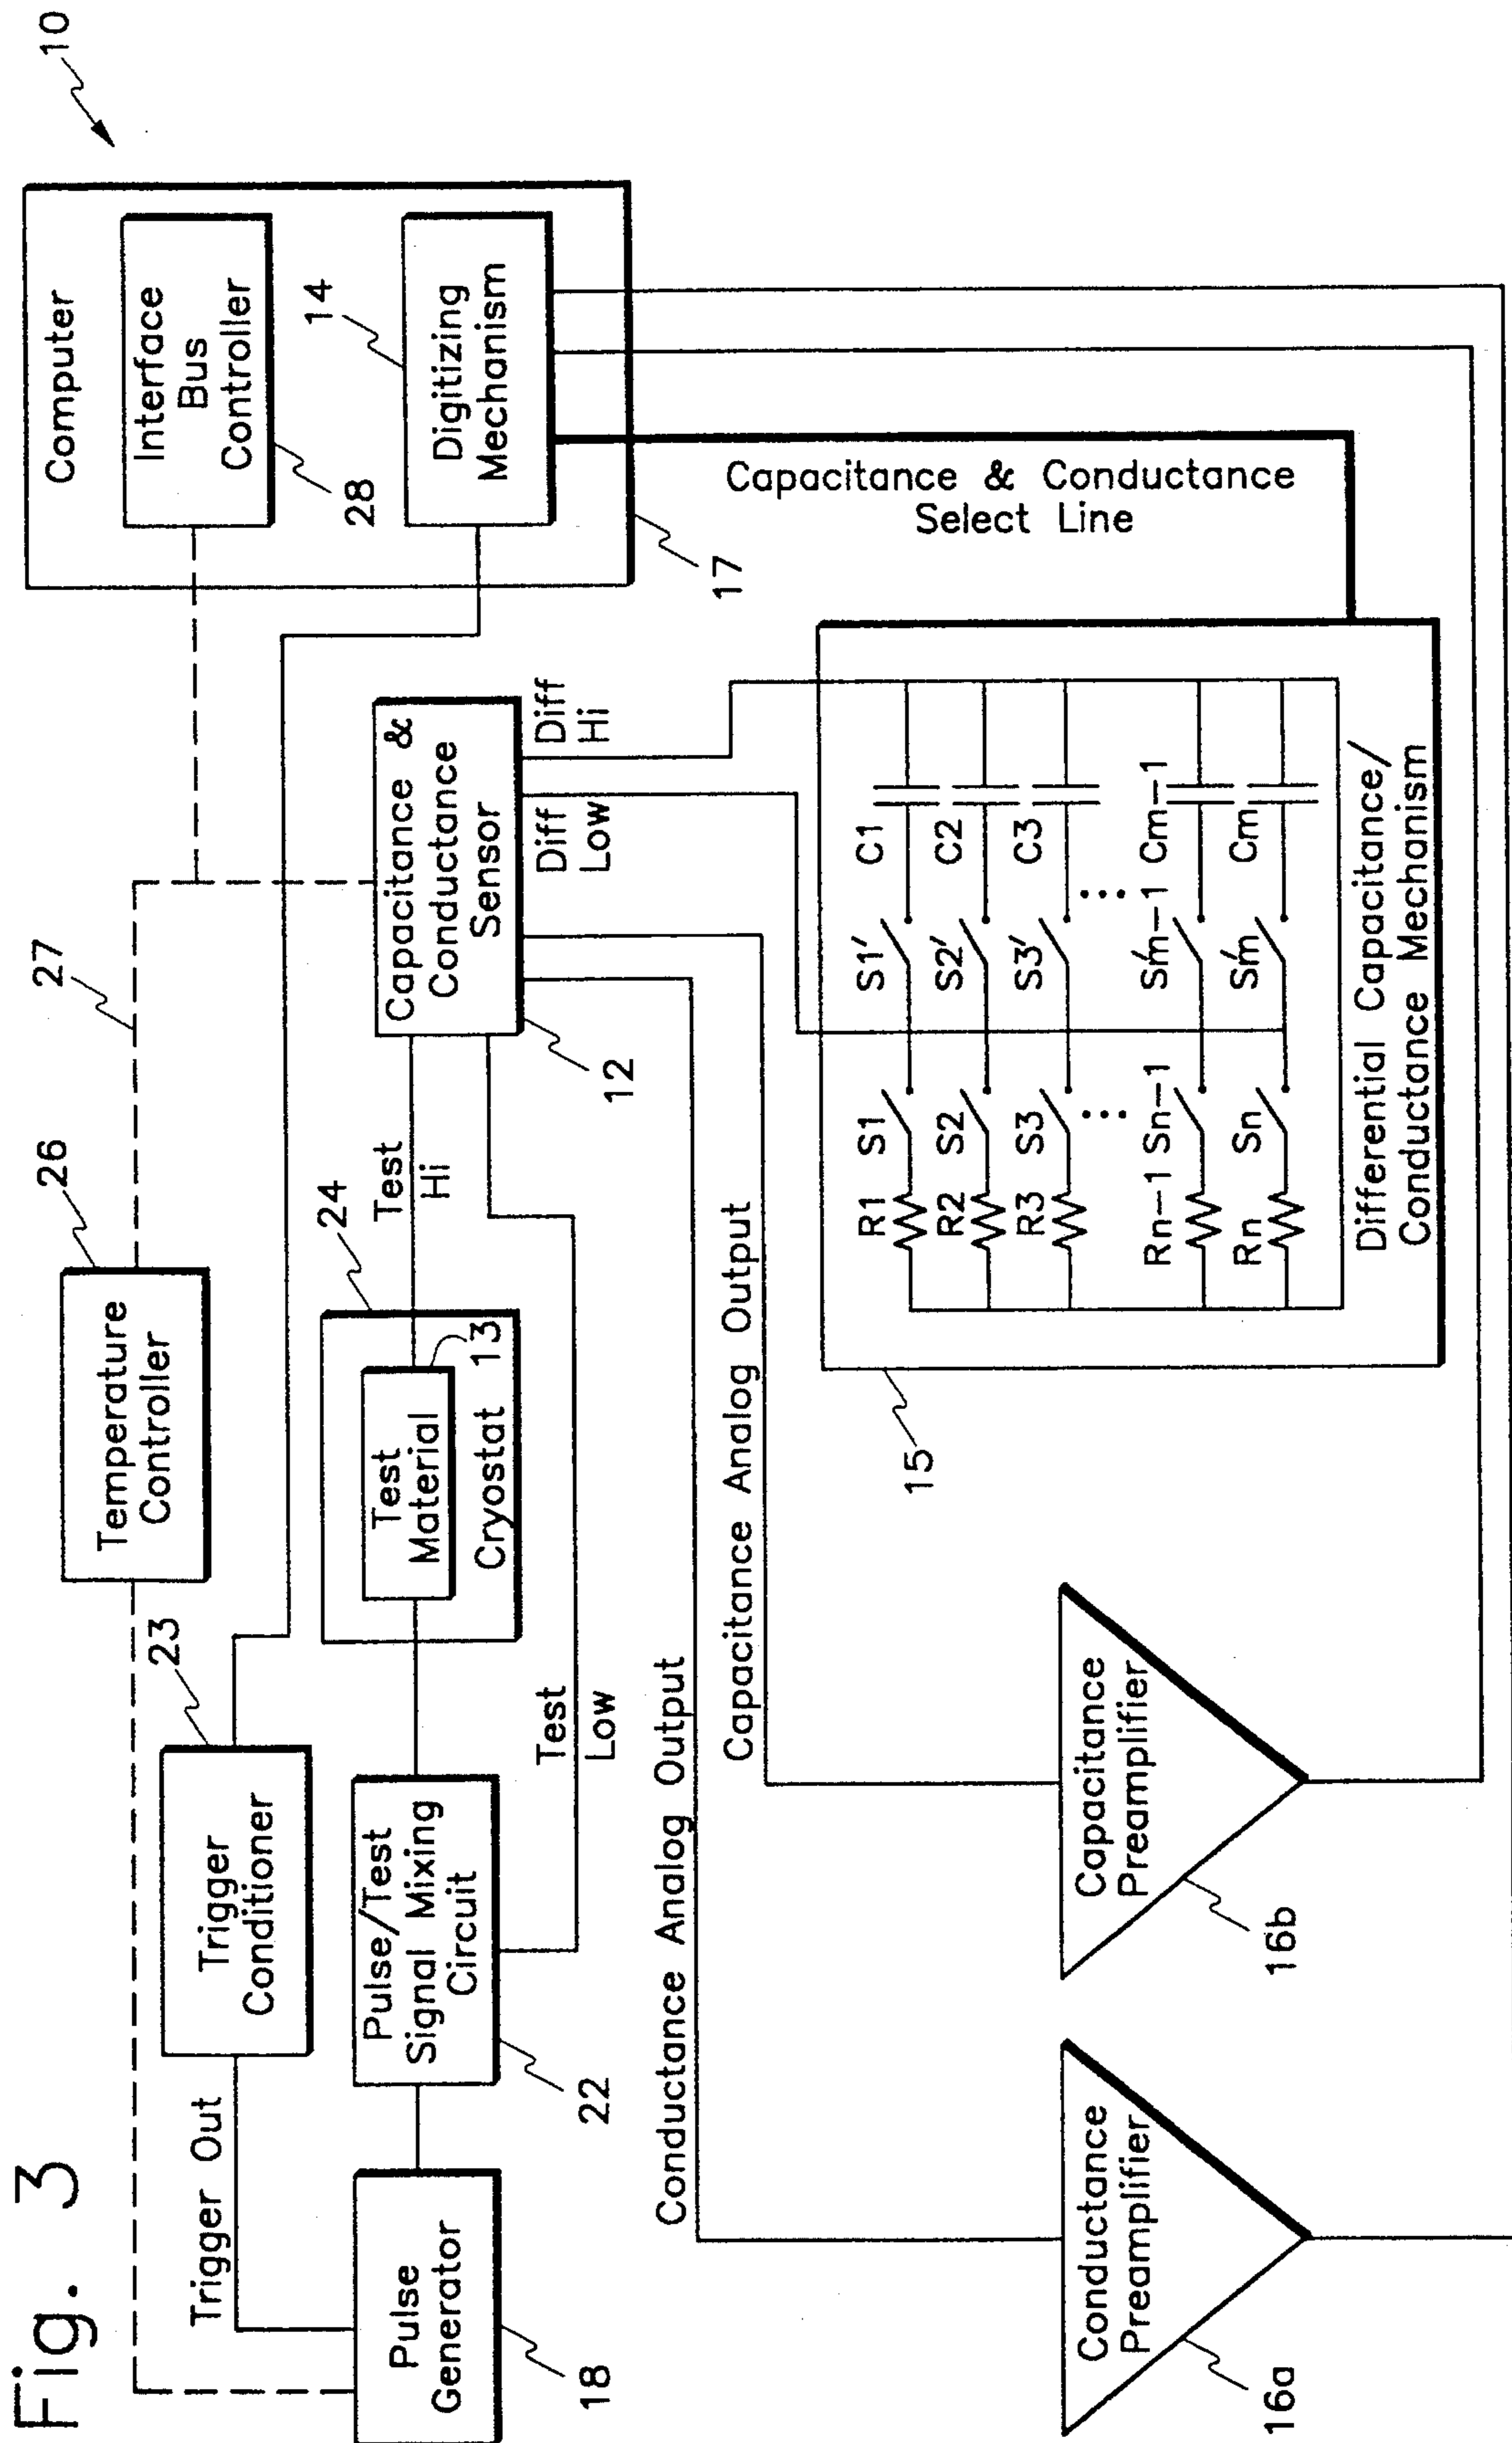 Fig. 3
10
Computer
Interface
Bus
Controller
28
14
Digitizing
Mechanism
17
27
26
Temperature
Controller
23
Trigger
Conditioner
Trigger Out
Pulse
Generator
18
Pulse/Test
Signal Mixing
Circuit
22
24
Test
Material
13
Cryostat
Test
Hi
Test
Low
Capacitance &
Conductance
Sensor
12
Diff
Hi
Diff
Low
Capacitance & Conductance
Select Line
Conductance Analog Output
Capacitance Analog Output
R1 S1 S1' C1
R2 S2 S2' C2
R3 S3 S3' C3
Rn-1 Sn-1 S'm-1 Cm-1
Rn Sn S'm Cm
Differential Capacitance/
Conductance Mechanism
15
Capacitance
Preamplifier
16b
Conductance
Preamplifier
16a